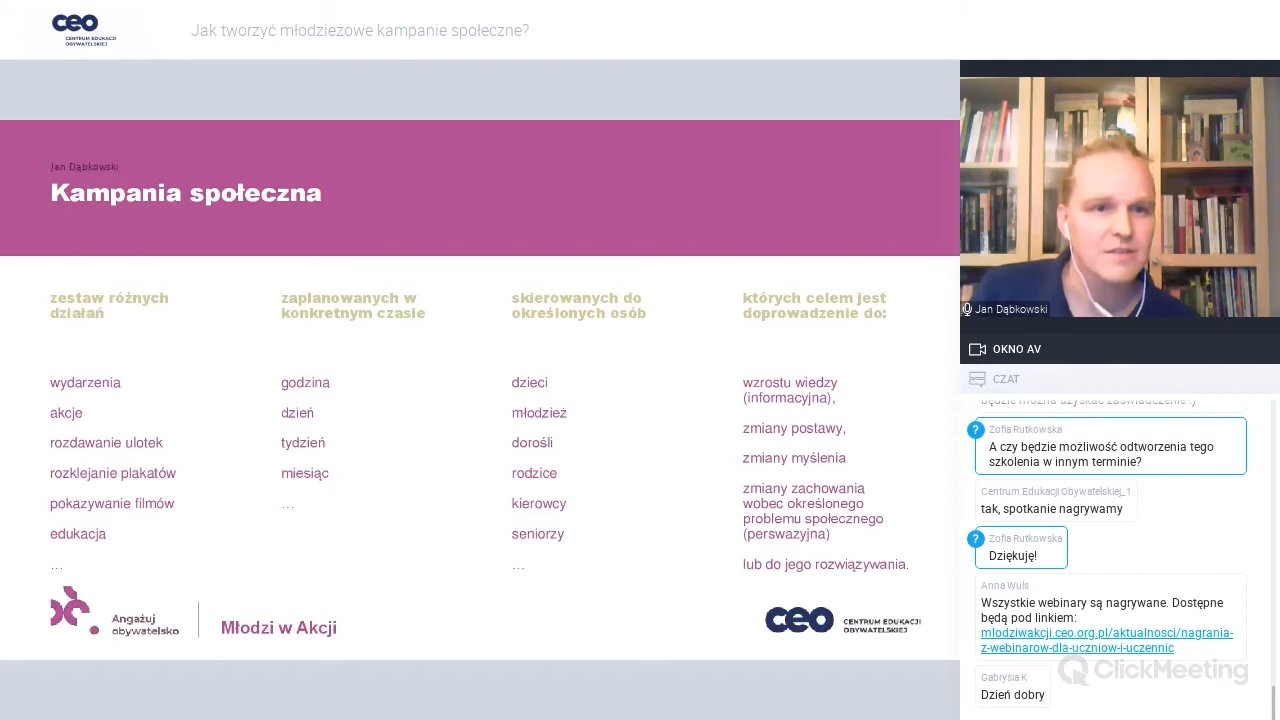 ceo
CENTRUM EDUKACJI
OBYWATELSKIEJ
Jak tworzyć młodzieżowe kampanie społeczne?
Jan Dąbkowski
Kampania społeczna
zestaw różnych
działań
wydarzenia
akcje
rozdawanie ulotek
rozklejanie plakatów
pokazywanie filmów
edukacja
...
zaplanowanych w
konkretnym czasie
godzina
dzień
tydzień
miesiąc
...
skierowanych do
określonych osób
dzieci
młodzież
dorośli
rodzice
kierowcy
seniorzy
...
których celem jest
doprowadzenie do:
wzrostu wiedzy
(informacyjna),
zmiany postawy,
zmiany myślenia
zmiany zachowania
wobec określonego
problemu społecznego
(perswazyjna)
lub do jego rozwiązywania.
Angażuj
obywatelsko
Młodzi w Akcji
ceo
CENTRUM EDUKACJI
OBYWATELSKIEJ
Jan Dąbkowski
OKNO AV
CZAT
będzie można uzyskać zaświadczenie :)
? Zofia Rutkowska
A czy będzie możliwość odtworzenia tego
szkolenia w innym terminie?
Centrum Edukacji Obywatelskiej_1
tak, spotkanie nagrywamy
? Zofia Rutkowska
Dziękuję!
Anna Wuls
Wszystkie webinary są nagrywane. Dostępne
będą pod linkiem:
mlodziwakcji.ceo.org.pl/aktualnosci/nagrania-
z-webinarow-dla-uczniow-i-uczennic
ClickMeeting
Gabrysia K
Dzień dobry